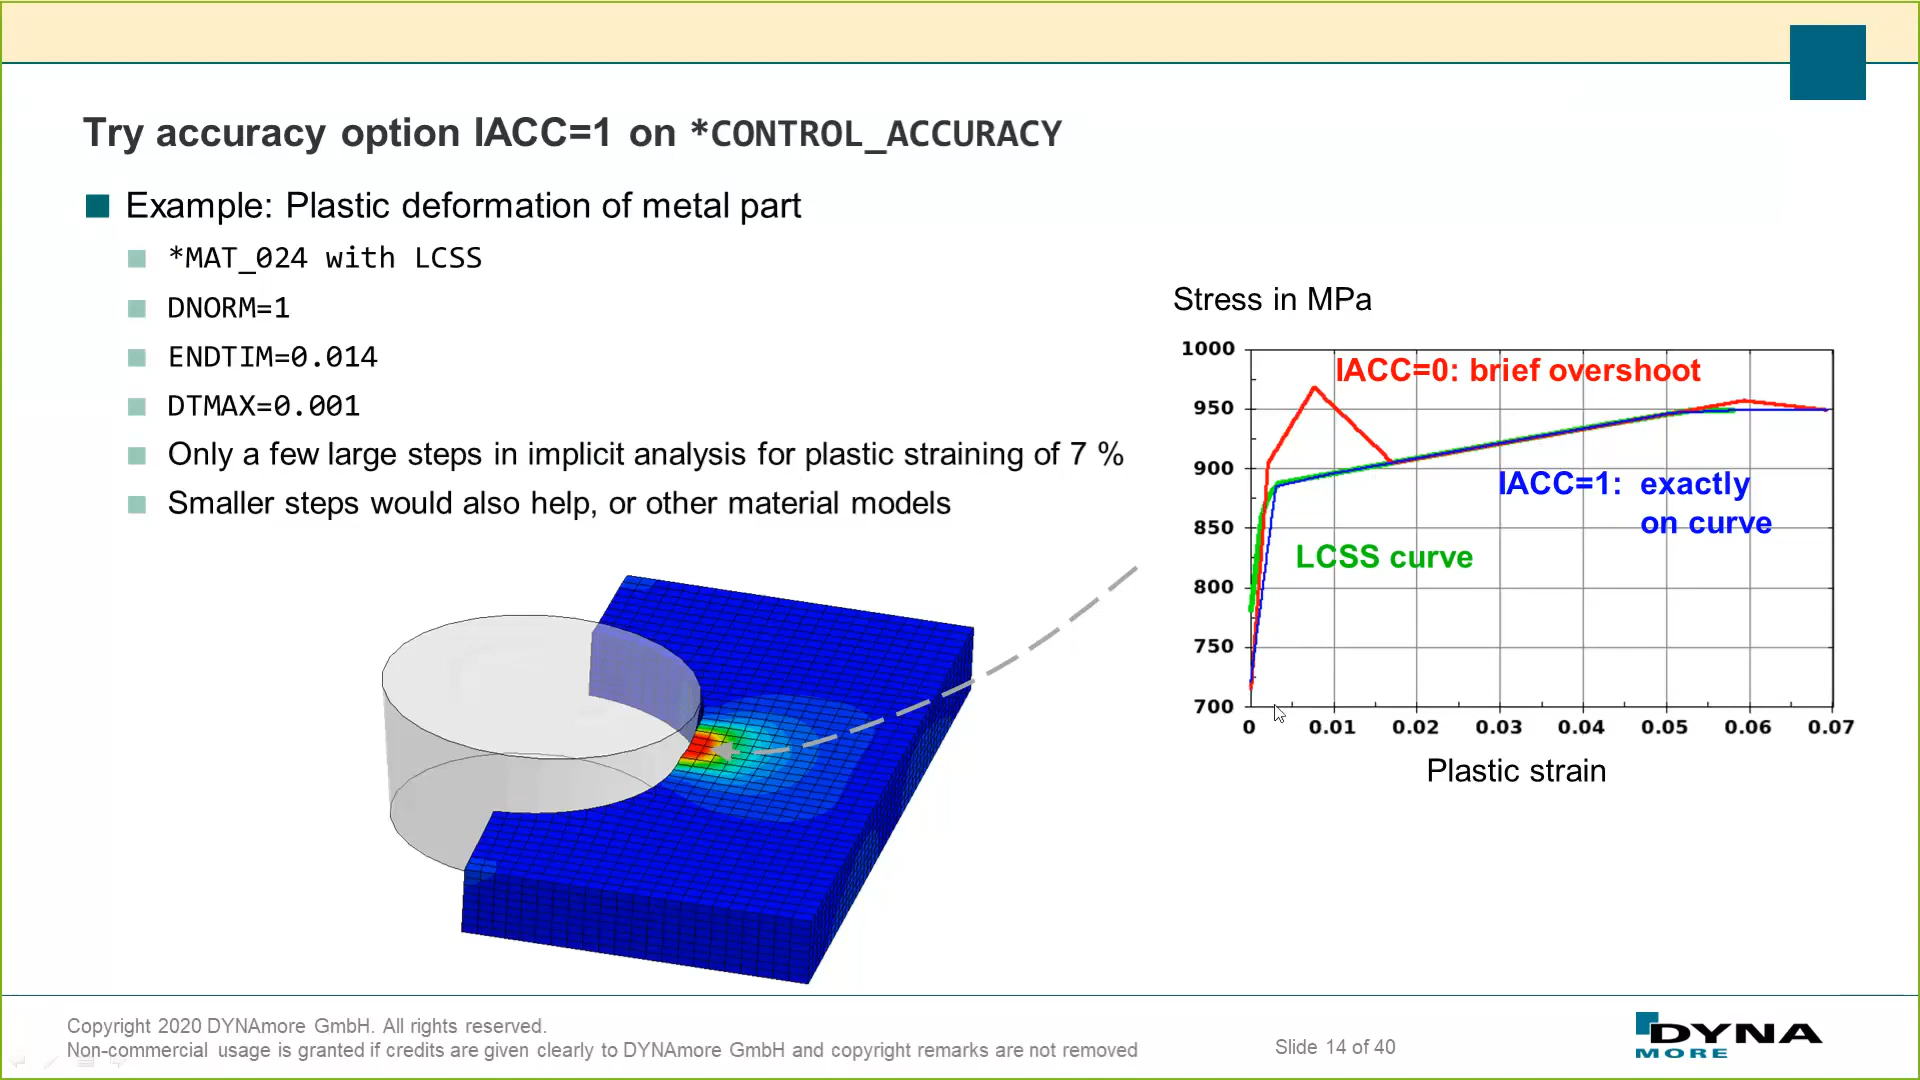 Try accuracy option IACC=1 on *CONTROL_ACCURACY
Example: Plastic deformation of metal part
*MAT_024 with LCSS
DNORM=1
ENDTIM=0.014
DTMAX=0.001
Only a few large steps in implicit analysis for plastic straining of 7 %
Smaller steps would also help, or other material models
Stress in MPa
1000
950
900
850
800
750
700
IACC=0: brief overshoot
IACC=1: exactly
on curve
LCSS curve
0 0.01 0.02 0.03 0.04 0.05 0.06 0.07
Plastic strain
Copyright 2020 DYNAmore GmbH. All rights reserved.
Non-commercial usage is granted if credits are given clearly to DYNAmore GmbH and copyright remarks are not removed
Slide 14 of 40
DYNA
MORE